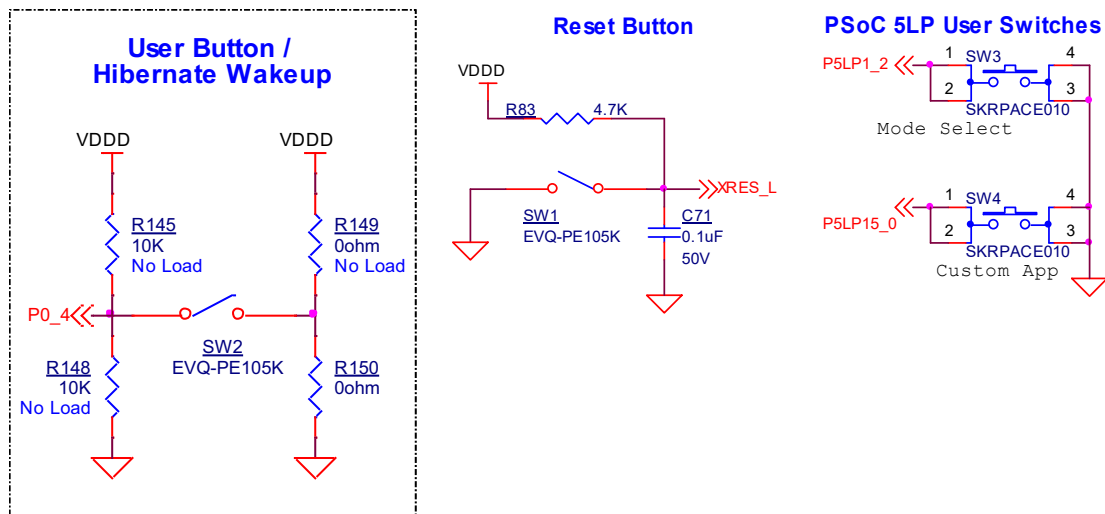 User Button /
Hibernate Wakeup
VDDD
VDDD
R145
10K
No Load
R149
0ohm
No Load
P0_4
SW2
EVQ-PE105K
R148
10K
No Load
R150
0ohm
Reset Button
VDDD
R83
4.7K
XRES_L
SW1
EVQ-PE105K
C71
0.1uF
50V
PSoC 5LP User Switches
P5LP1_2
1
SW3
4
2
3
SKRPACE010
Mode Select
P5LP15_0
1
SW4
4
2
3
SKRPACE010
Custom App